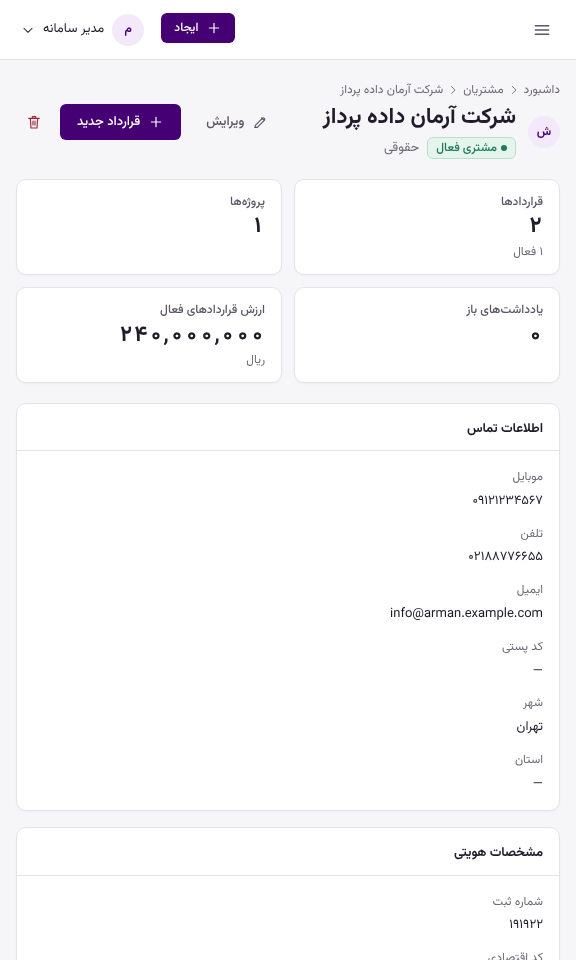 ایجاد
م
مدیر سامانه
داشبورد
مشتریان
شرکت آرمان داده پرداز
ش
شرکت آرمان داده پرداز
مشتری فعال
حقوقی
ویرایش
قرارداد جدید
قراردادها
۲
۱ فعال
پروژه‌ها
۱
یادداشت‌های باز
۰
ارزش قراردادهای فعال
۲۴۰,۰۰۰,۰۰۰
ریال
اطلاعات تماس
موبایل
۰۹۱۲۱۲۳۴۵۶۷
تلفن
۰۲۱۸۸۷۷۶۶۵۵
ایمیل
info@arman.example.com
کد پستی
—
شهر
تهران
استان
—
مشخصات هویتی
شماره ثبت
۱۹۱۹۲۲
کد اقتصادی